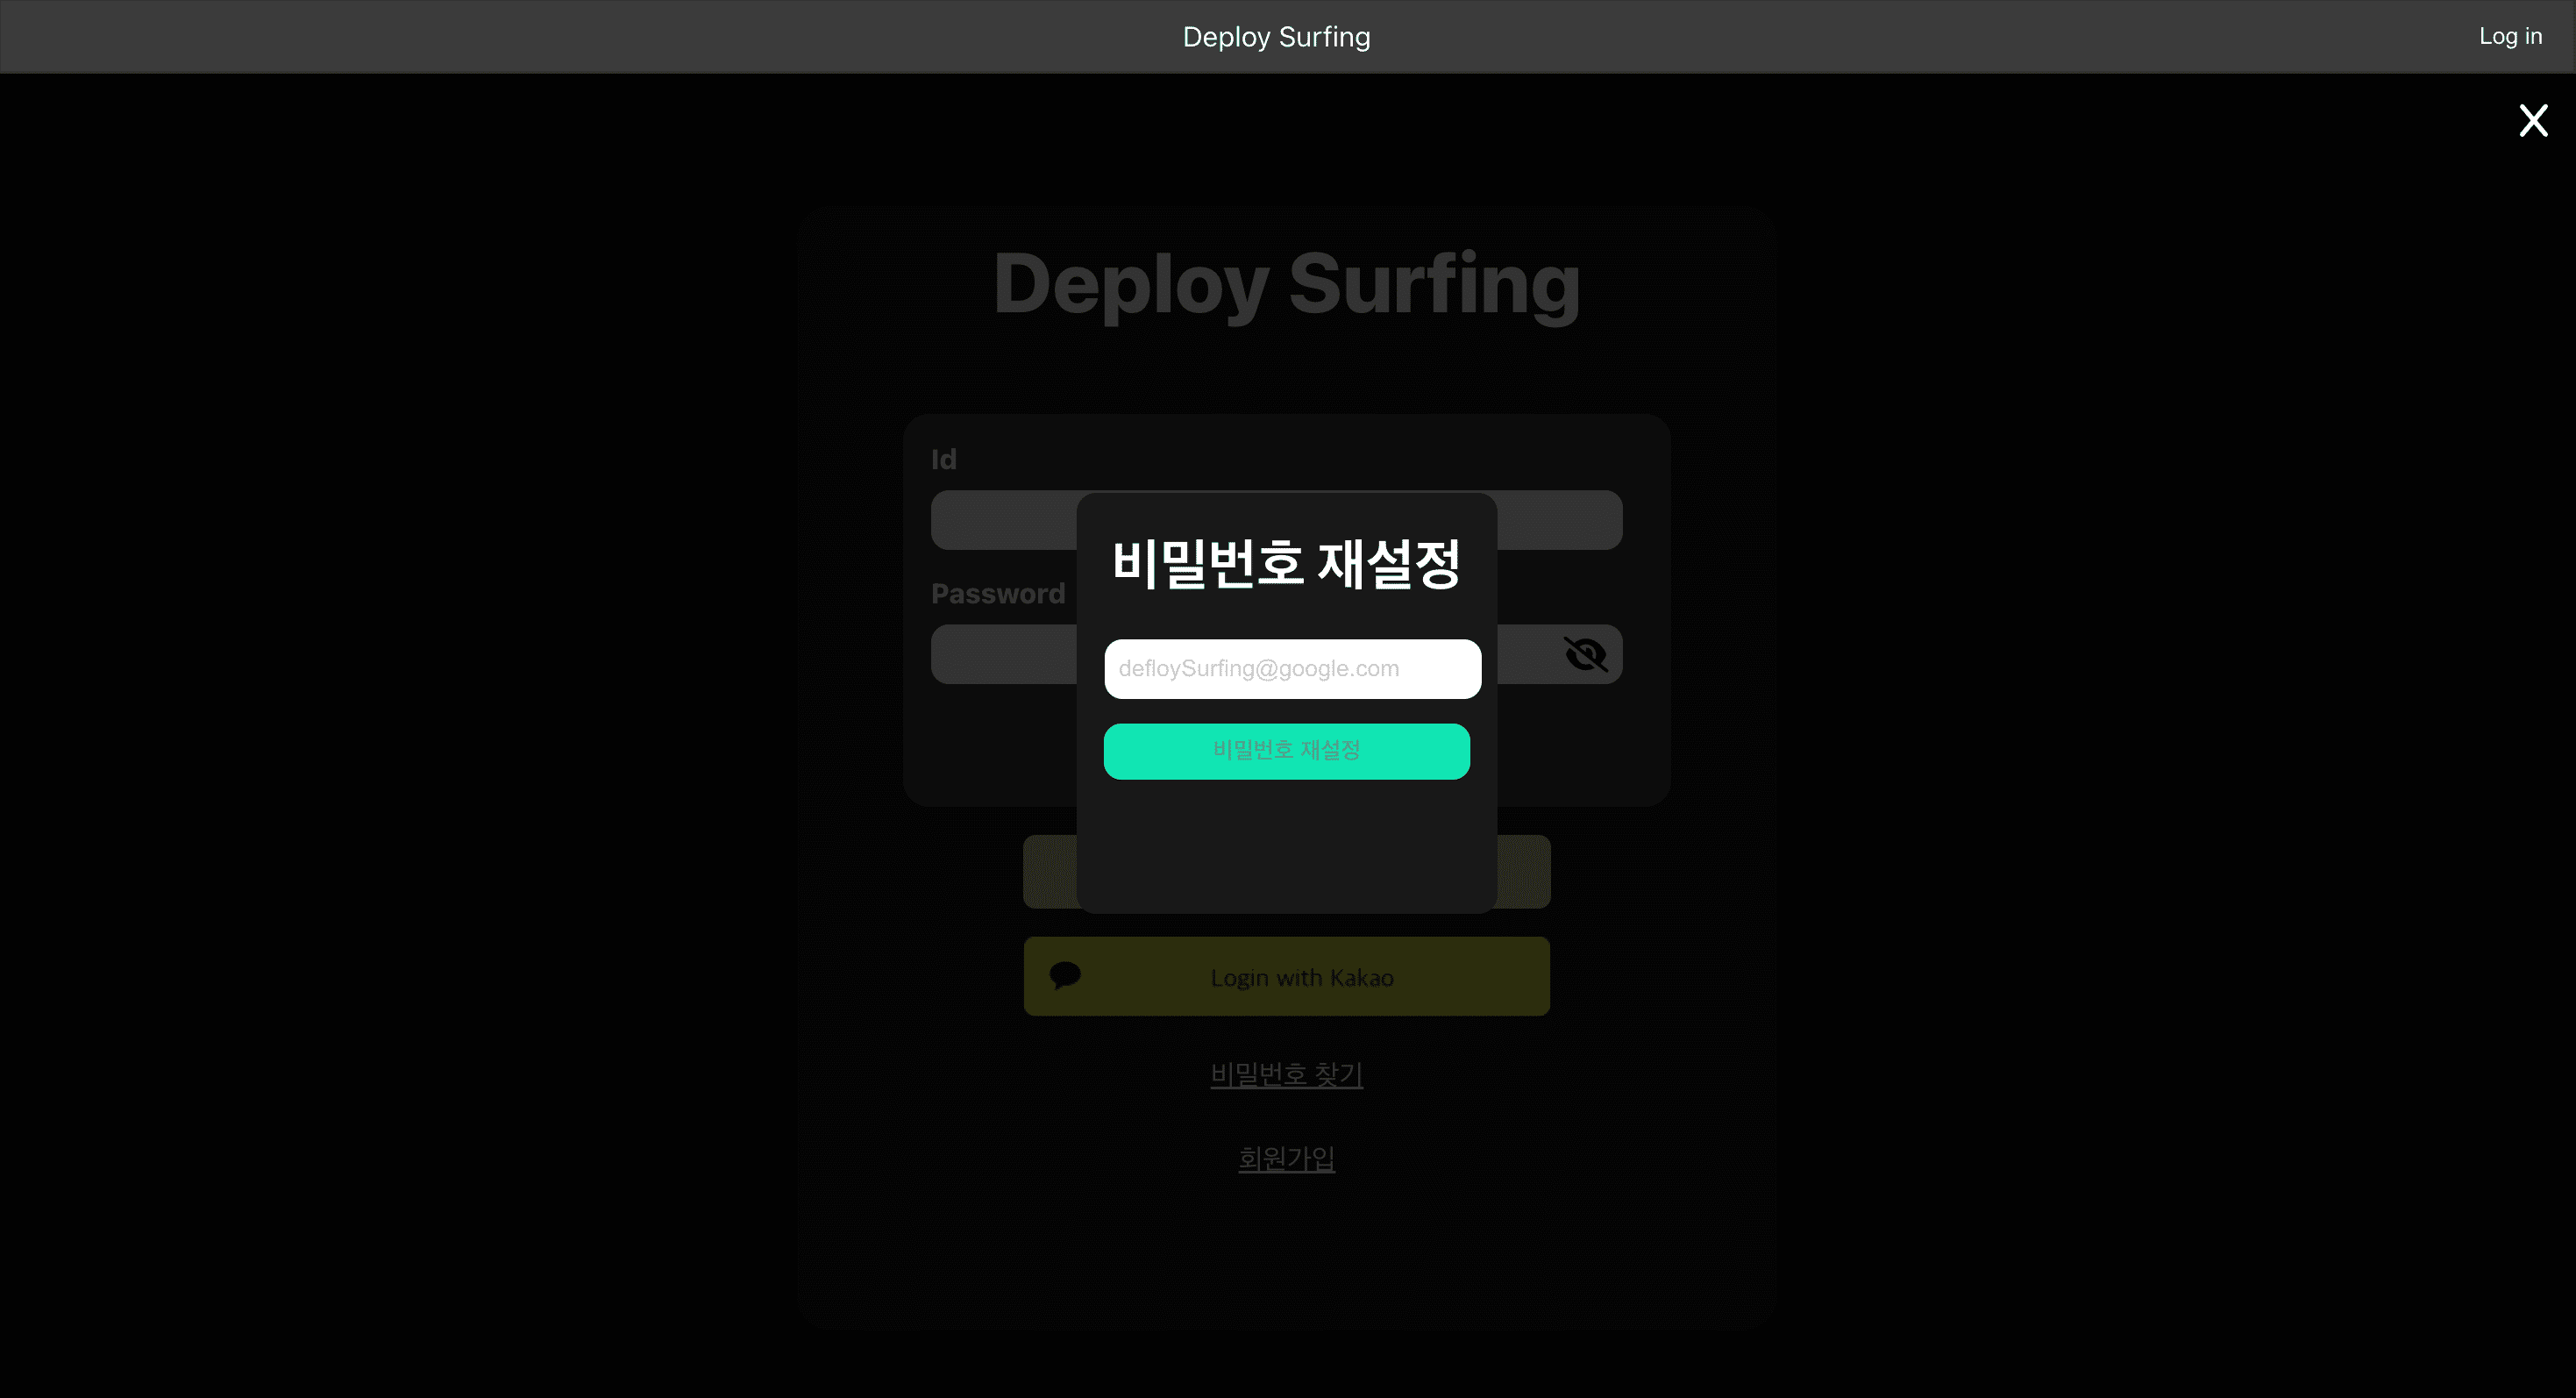 Deploy Surfing
Log in
Deploy Surfing
Id
Password
비밀번호 재설정
defloySurfing@google.com
비밀번호 재설정
Login with Kakao
비밀번호 찾기
회원가입